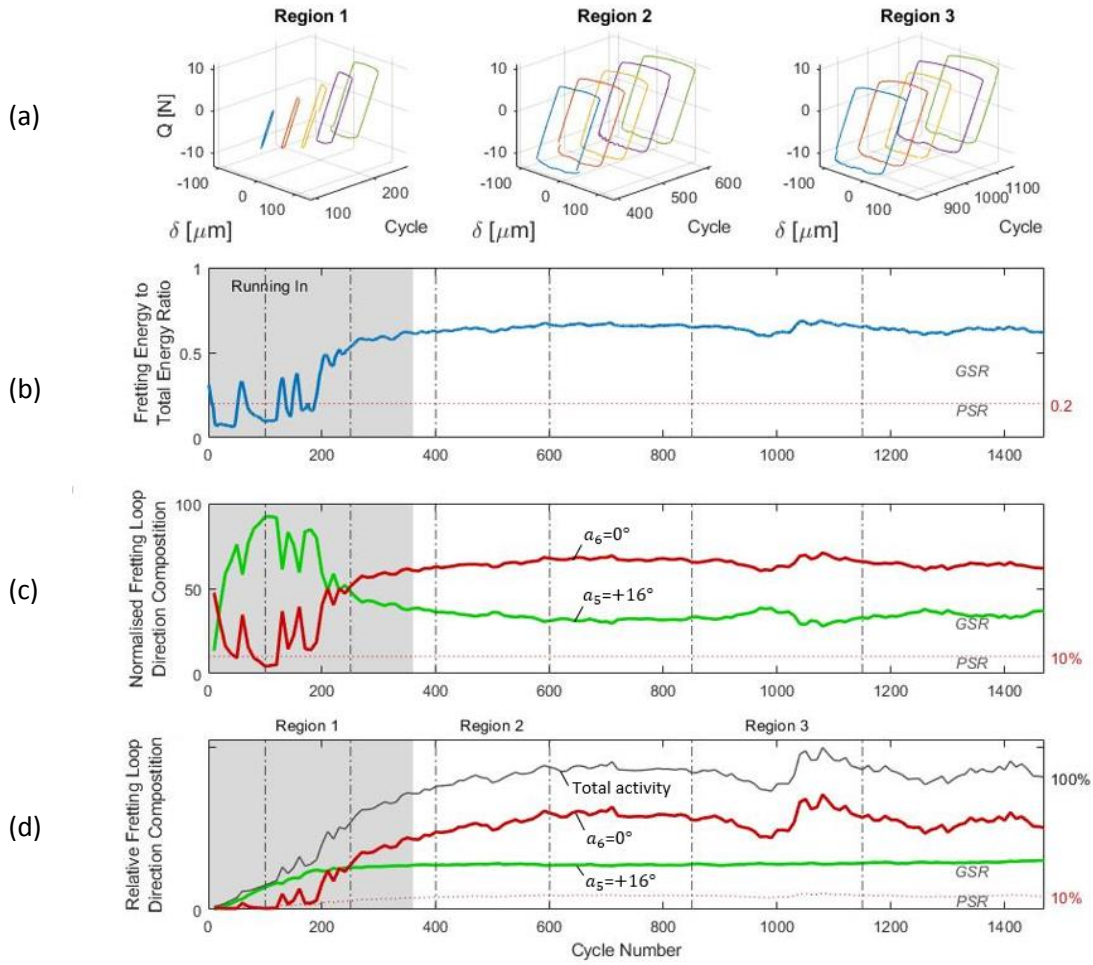 Region 1
Region 2
Region 3
(a)
Q [N]
10
0
-10
-100
0
100
100
200
δ [μm]
Cycle
10
0
-10
-100
0
100
400
500
600
δ [μm]
Cycle
10
0
-10
-100
0
100
900
1000
1100
δ [μm]
Cycle
(b)
Fretting Energy to
Total Energy Ratio
1
0.5
0
Running In
GSR
PSR
0.2
0 200 400 600 800 1000 1200 1400
(c)
Normalised Fretting Loop
Direction Compostition
100
50
0
a₆=0°
a₅=+16°
GSR
PSR
10%
0 200 400 600 800 1000 1200 1400
Region 1
Region 2
Region 3
(d)
Relative Fretting Loop
Direction Compostition
0
Total activity
a₆=0°
a₅=+16°
100%
GSR
PSR
10%
0 200 400 600 800 1000 1200 1400
Cycle Number